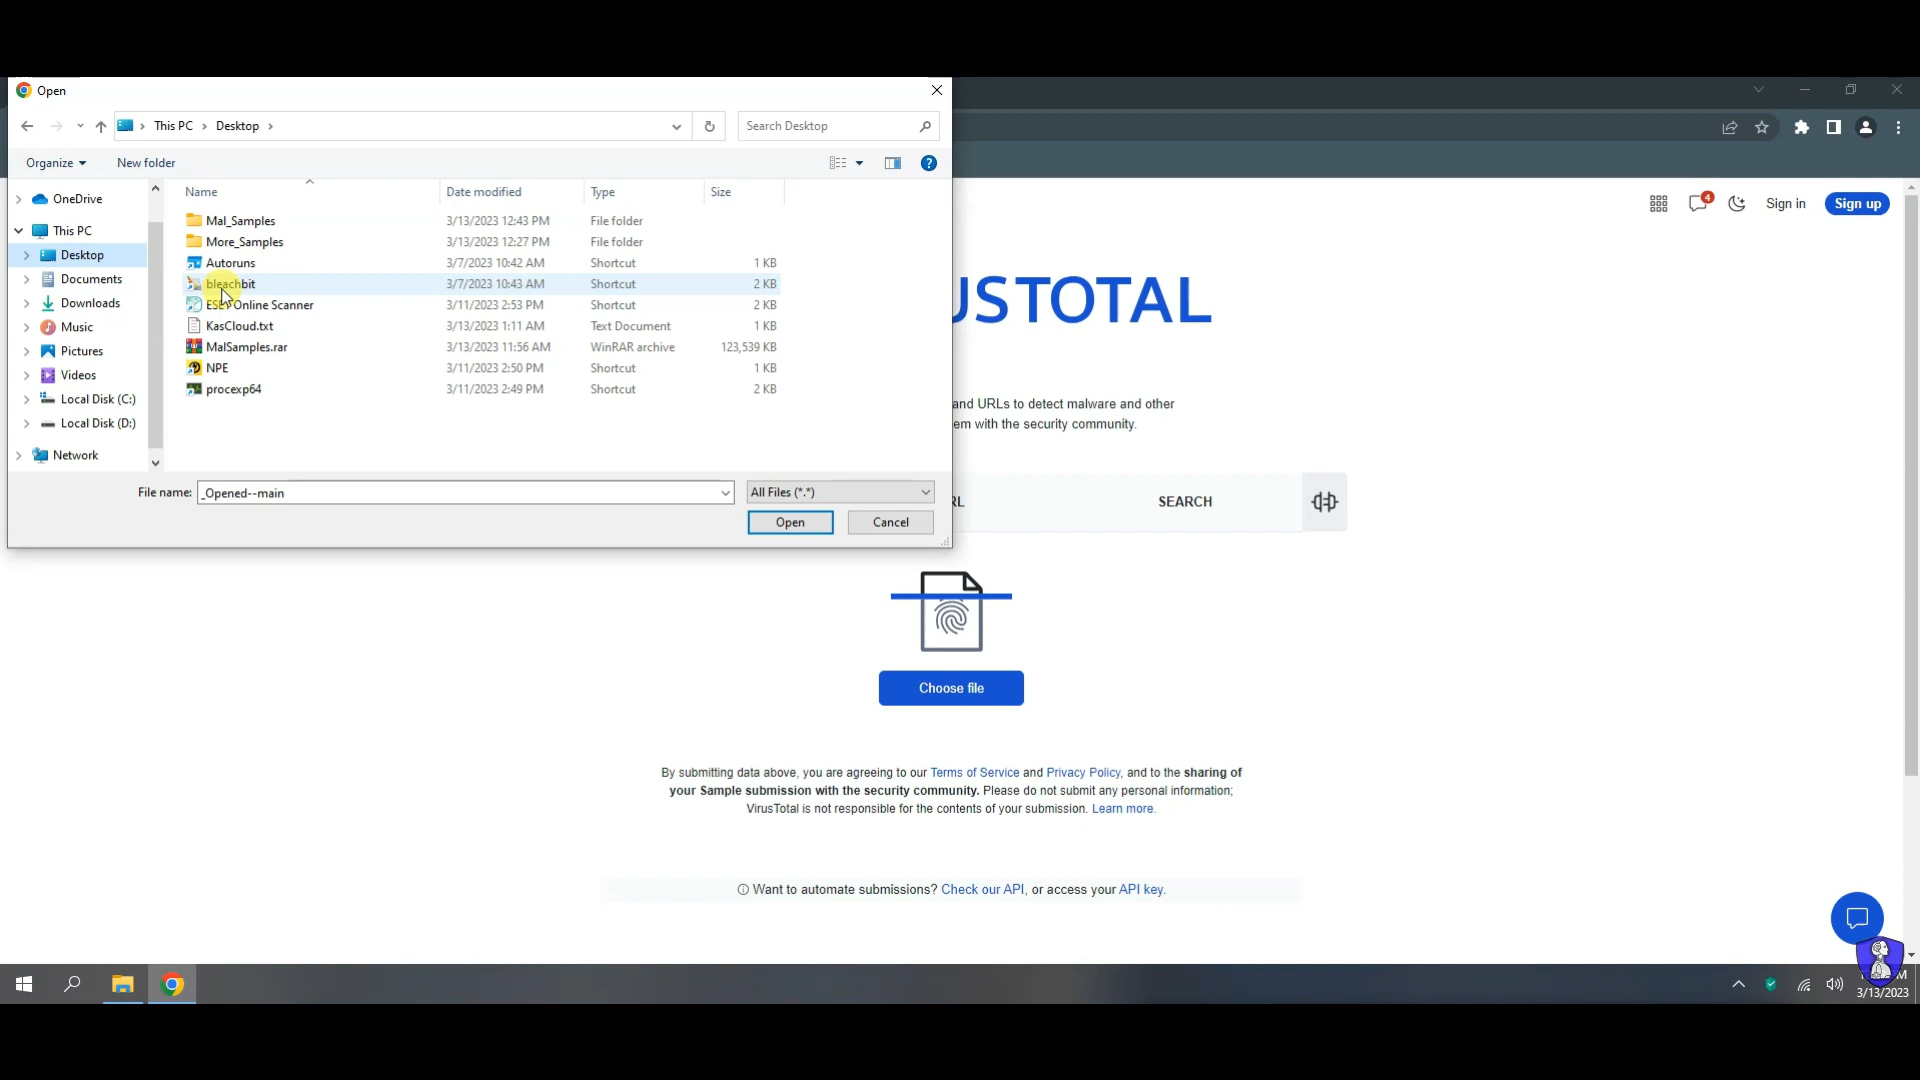 Open
This PC
Desktop
Search Desktop
Organize
New folder
Name
Date modified
Type
Size
OneDrive
This PC
Desktop
Documents
Downloads
Music
Pictures
Videos
Local Disk (C:)
Local Disk (D:)
Network
Mal_Samples 3/13/2023 12:43 PM File folder
More_Samples 3/13/2023 12:27 PM File folder
Autoruns 3/7/2023 10:42 AM Shortcut 1 KB
bleachbit 3/7/2023 10:43 AM Shortcut 2 KB
Online Scanner 3/11/2023 2:53 PM Shortcut 2 KB
KasCloud.txt 3/13/2023 1:11 AM Text Document 1 KB
MalSamples.rar 3/13/2023 11:56 AM WinRAR archive 123,539 KB
NPE 3/11/2023 2:50 PM Shortcut 1 KB
procexp64 3/11/2023 2:49 PM Shortcut 2 KB
File name: _Opened--main
All Files (*.*)
Open
Cancel
4
Sign in
Sign up
USTOTAL
and URLs to detect malware and other
em with the security community.
RL
SEARCH
Choose file
By submitting data above, you are agreeing to our Terms of Service and Privacy Policy, and to the sharing of
your Sample submission with the security community. Please do not submit any personal information;
VirusTotal is not responsible for the contents of your submission. Learn more.
Want to automate submissions? Check our API, or access your API key.
M
3/13/2023